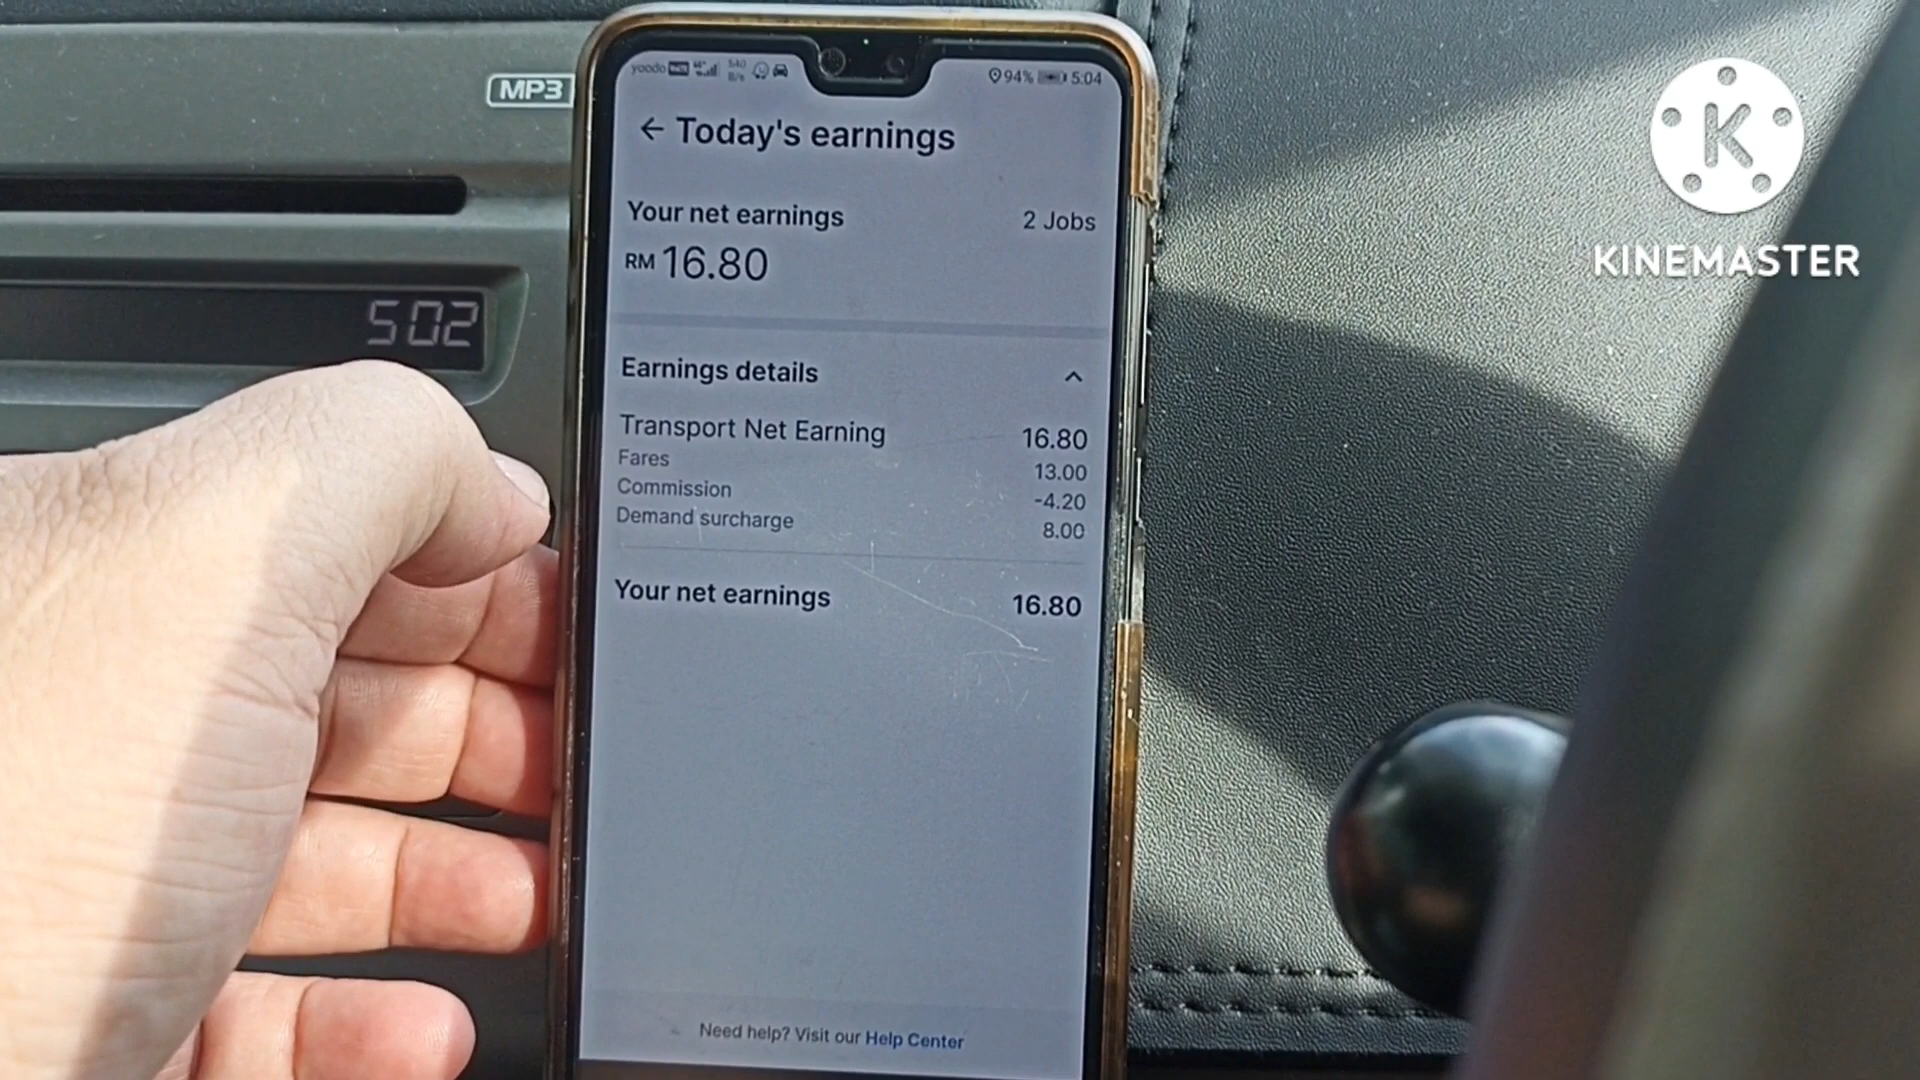 MP3
yoodo
540
B/s
94% 5:04
← Today's earnings
Your net earnings 2 Jobs
RM 16.80
502
Earnings details
Transport Net Earning 16.80
Fares 13.00
Commission -4.20
Demand surcharge 8.00
Your net earnings 16.80
Need help? Visit our Help Center
K
KINEMASTER